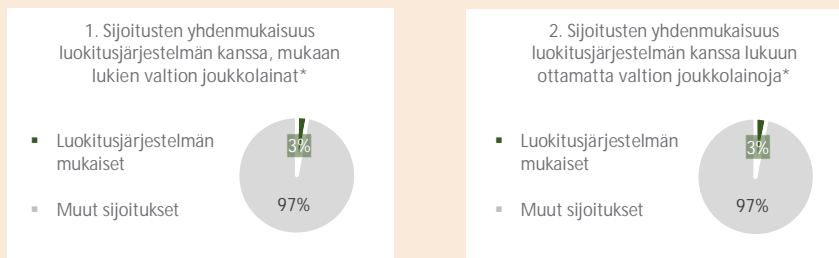 1. Sijoitusten yhdenmukaisuus
luokitusjärjestelmän kanssa, mukaan
lukien valtion joukkolainat*
Luokitusjärjestelmän
mukaiset
Muut sijoitukset
3%
97%
2. Sijoitusten yhdenmukaisuus
luokitusjärjestelmän kanssa lukuun
ottamatta valtion joukkolainoja*
Luokitusjärjestelmän
mukaiset
Muut sijoitukset
3%
97%